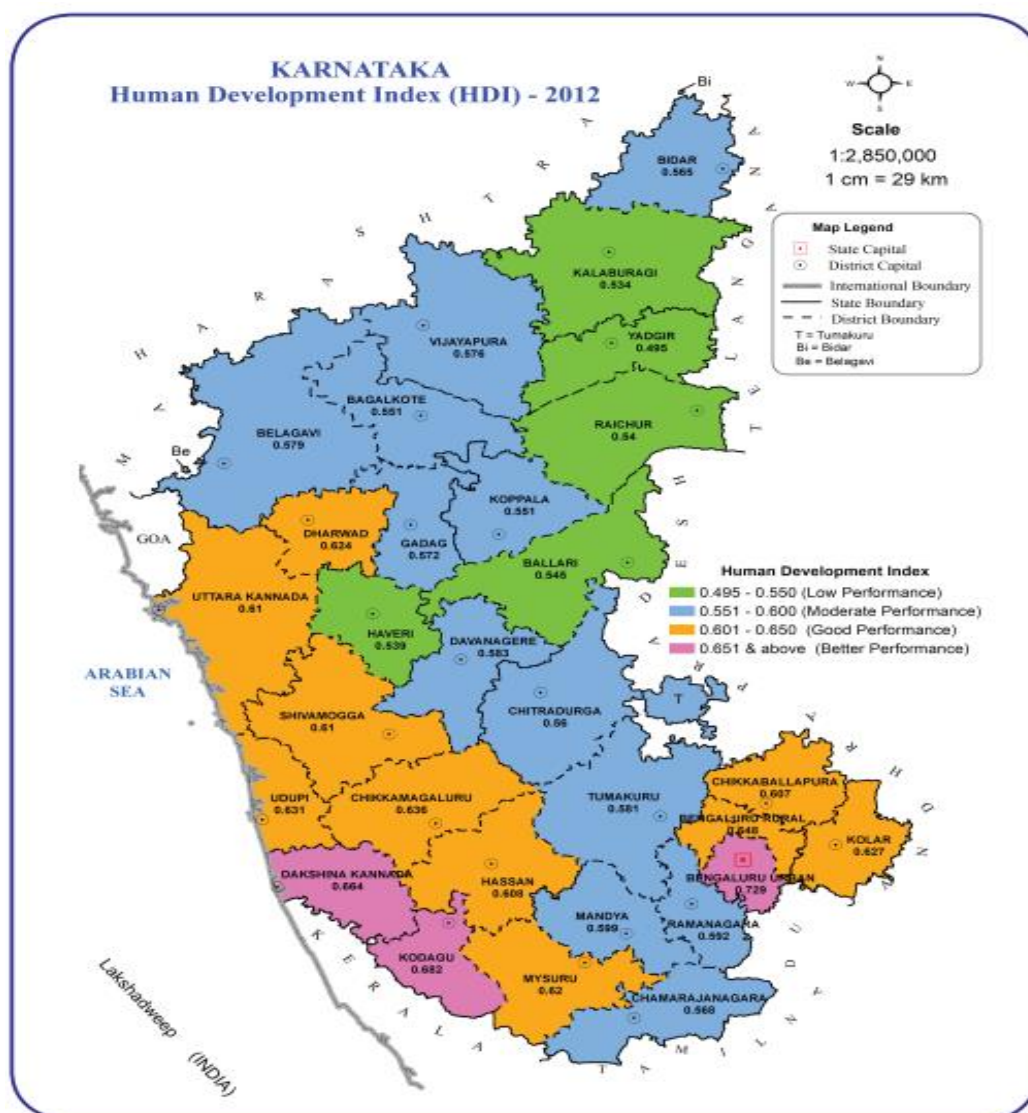 KARNATAKA
Human Development Index (HDI) - 2012
N
W
E
S
Scale
1:2,850,000
1 cm = 29 km
Map Legend
State Capital
District Capital
International Boundary
State Boundary
District Boundary
T = Tumakuru
Bi = Bidar
Be = Belagavi
Bi
BIDAR
0.565
MAHARASHTRA
TELANGANA
KALABURAGI
0.534
YADGIR
0.495
VIJAYAPURA
0.576
BAGALKOTE
0.551
RAICHUR
0.54
BELAGAVI
0.579
Be
KOPPALA
0.551
DHARWAD
0.624
GADAG
0.572
GOA
BALLARI
UTTARA KANNADA
0.61
HAVERI
0.539
DAVANAGERE
0.583
ANDHRA PRADESH
Human Development Index
0.495 - 0.550 (Low Performance)
0.551 - 0.600 (Moderate Performance)
0.601 - 0.650 (Good Performance)
0.651 & above (Better Performance)
ARABIAN
SEA
SHIVAMOGGA
0.61
CHITRADURGA
0.56
T
UDUPI
0.631
CHIKKAMAGALURU
0.636
TUMAKURU
0.581
CHIKKABALLAPURA
0.607
BENGALURU RURAL
KOLAR
0.627
DAKSHINA KANNADA
0.664
HASSAN
0.608
BENGALURU URBAN
0.729
MANDYA
0.599
RAMANAGARA
0.592
KODAGU
0.682
MYSURU
0.62
CHAMARAJANAGARA
0.568
KERALA
TAMIL NADU
Lakshadweep (INDIA)